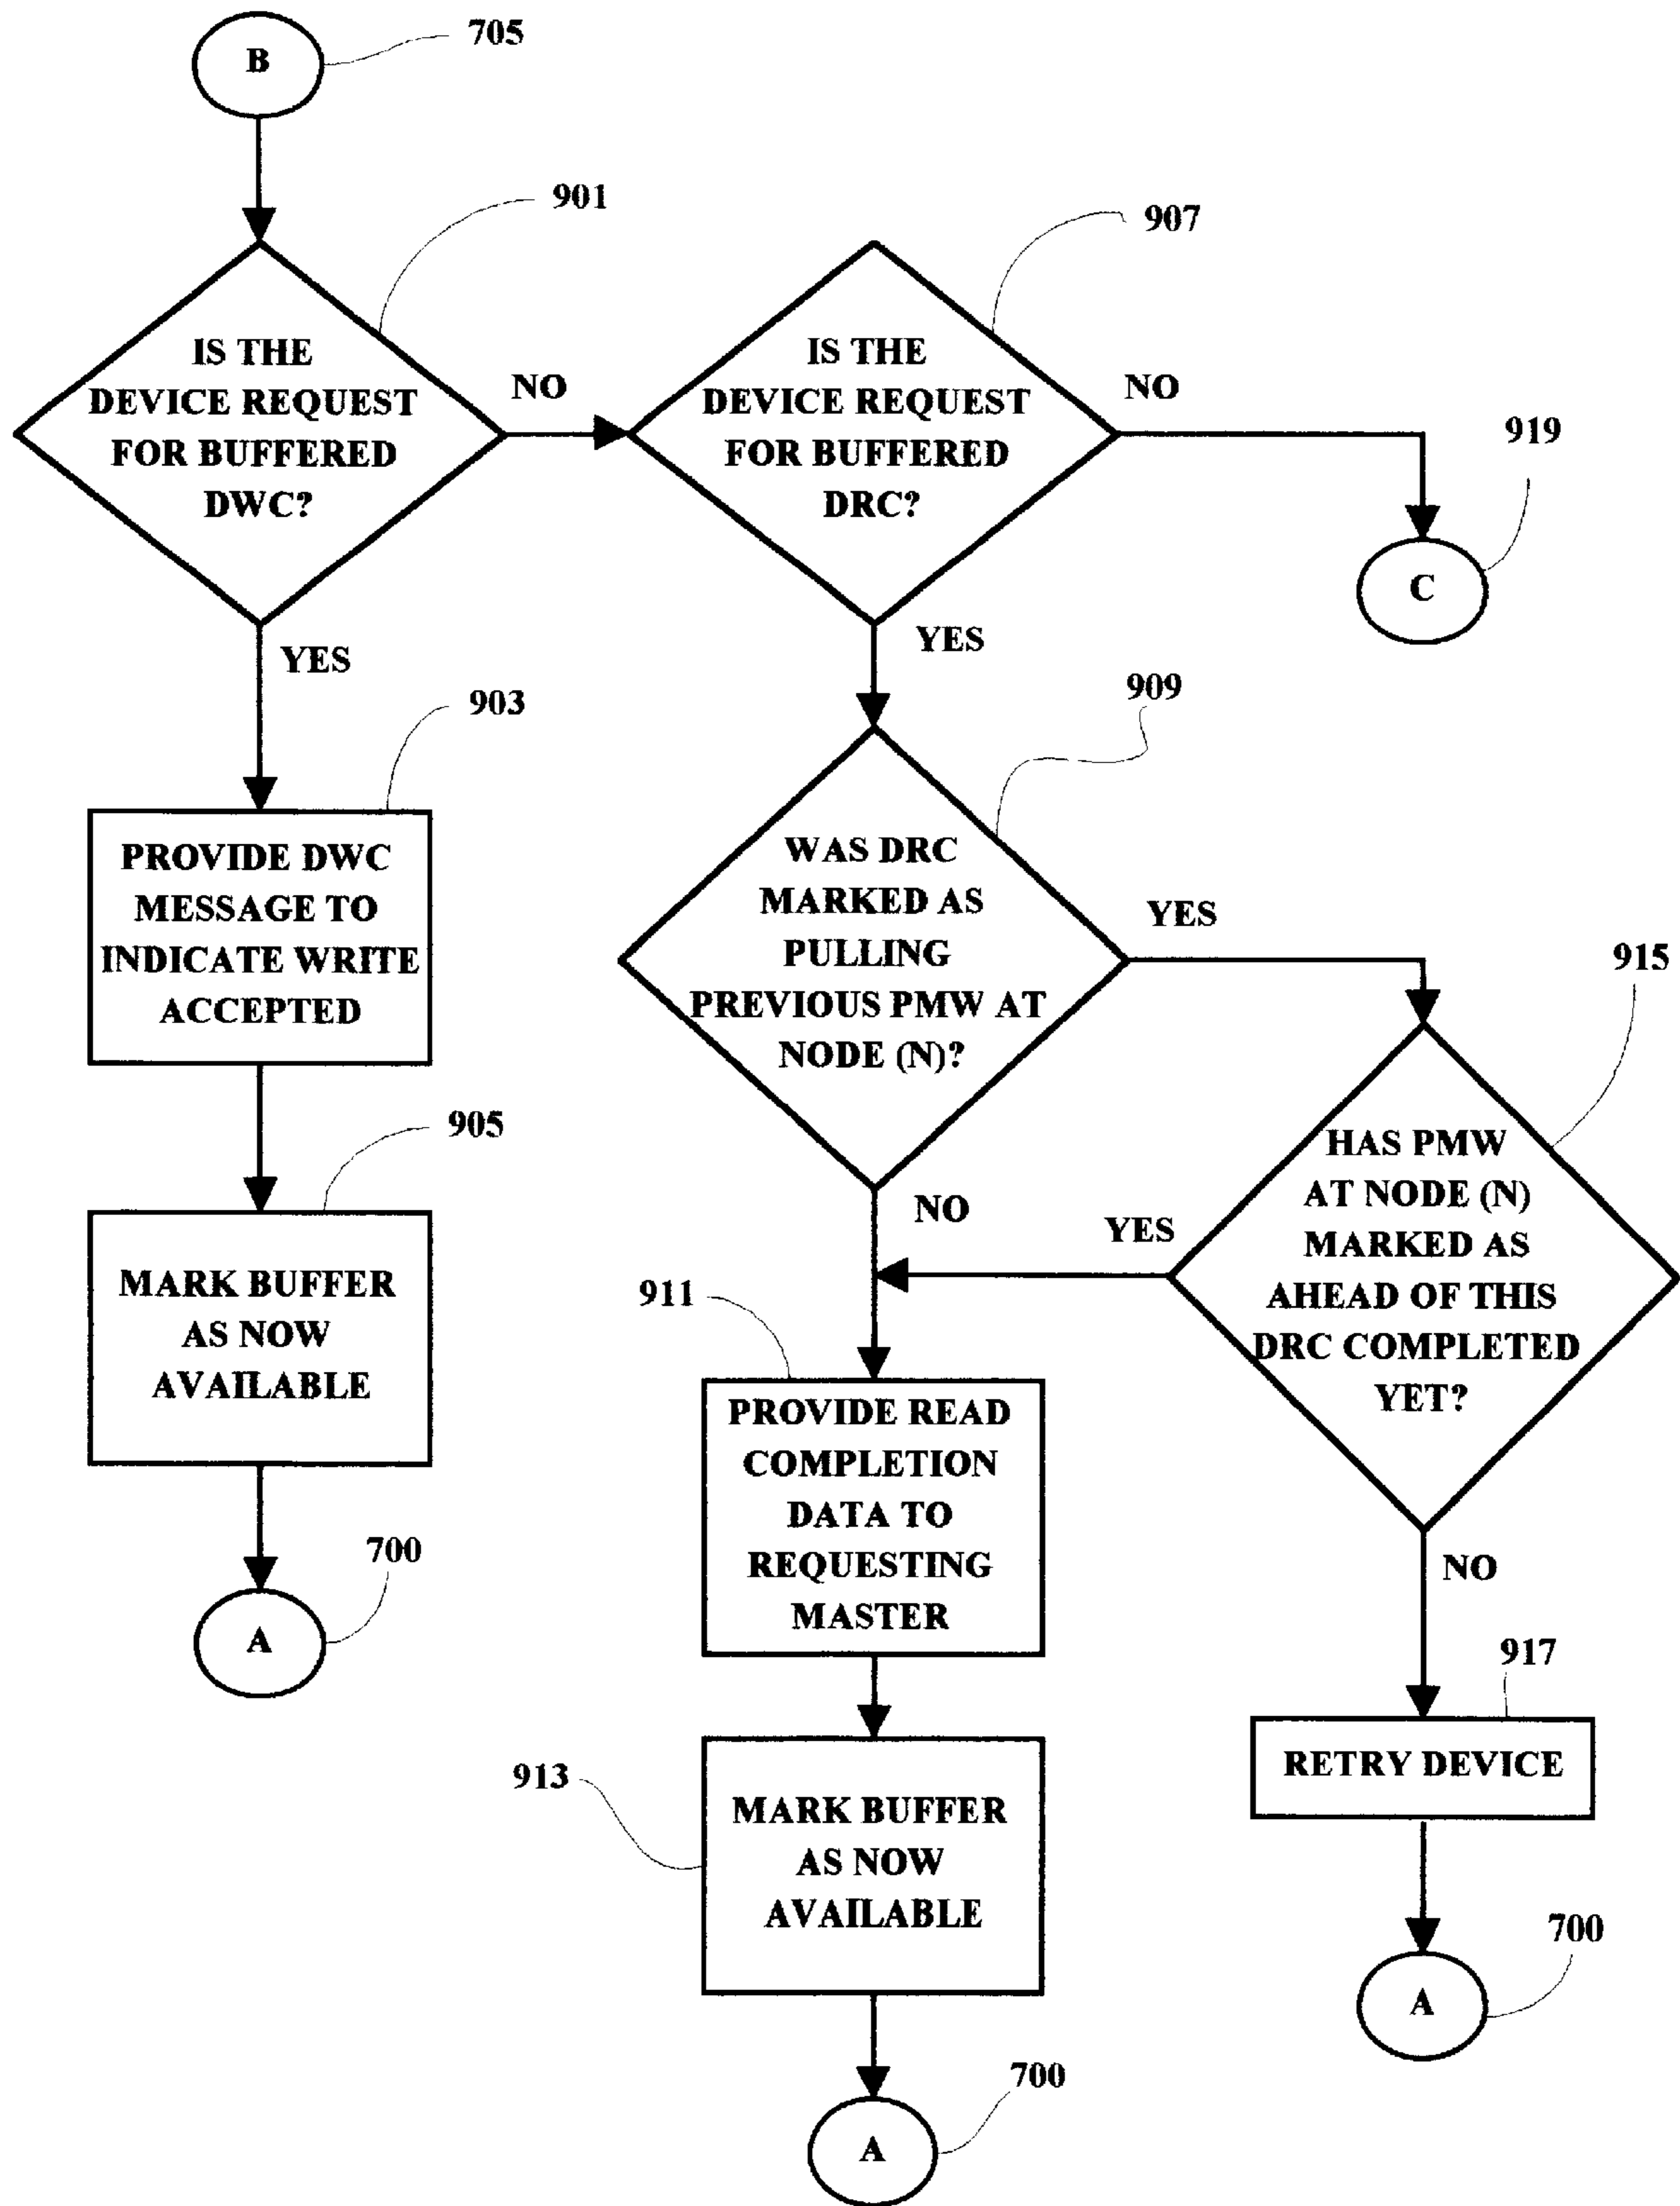 B
705
901
IS THE
DEVICE REQUEST
FOR BUFFERED
DWC?
NO
907
IS THE
DEVICE REQUEST
FOR BUFFERED
DRC?
NO
919
C
YES
903
PROVIDE DWC
MESSAGE TO
INDICATE WRITE
ACCEPTED
905
MARK BUFFER
AS NOW
AVAILABLE
700
A
YES
909
WAS DRC
MARKED AS
PULLING
PREVIOUS PMW AT
NODE (N)?
YES
915
HAS PMW
AT NODE (N)
MARKED AS
AHEAD OF THIS
DRC COMPLETED
YET?
NO
YES
911
PROVIDE READ
COMPLETION
DATA TO
REQUESTING
MASTER
913
MARK BUFFER
AS NOW
AVAILABLE
700
A
NO
917
RETRY DEVICE
700
A